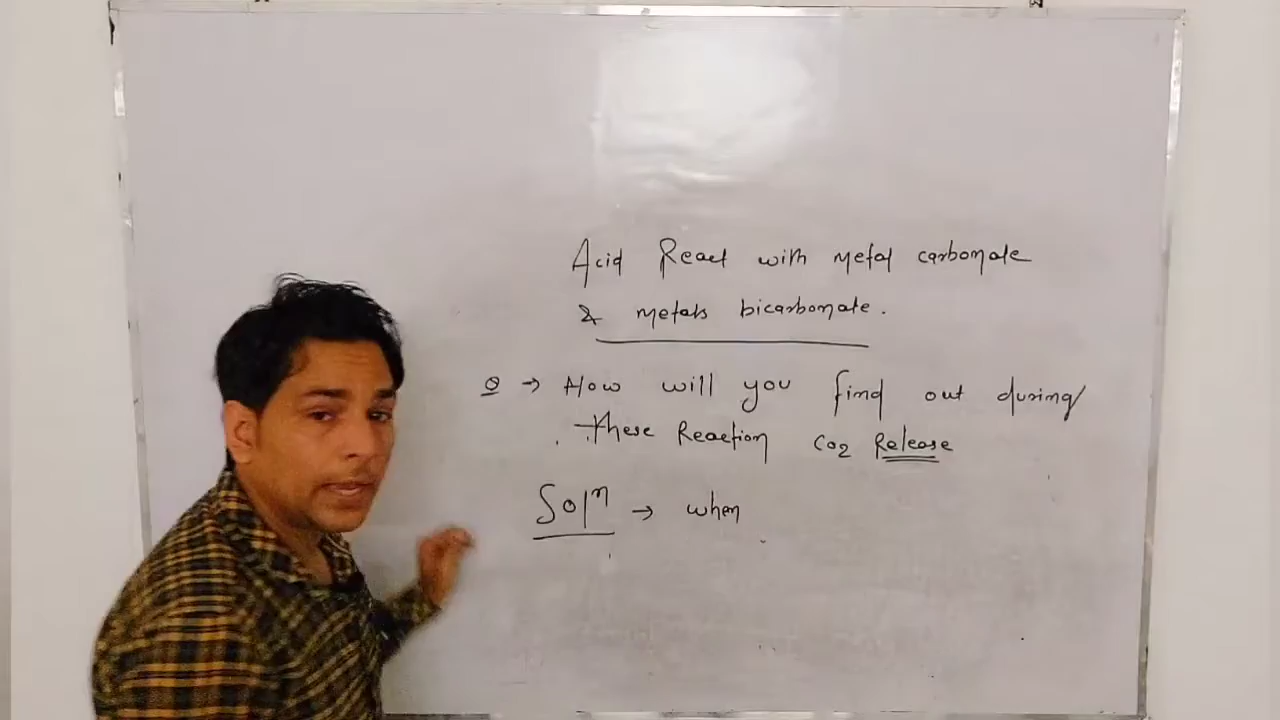 Acid React with metal carbonate
& metals bicarbonate.
Q → How will you find out during
these Reaction CO2 Release
Solⁿ → when